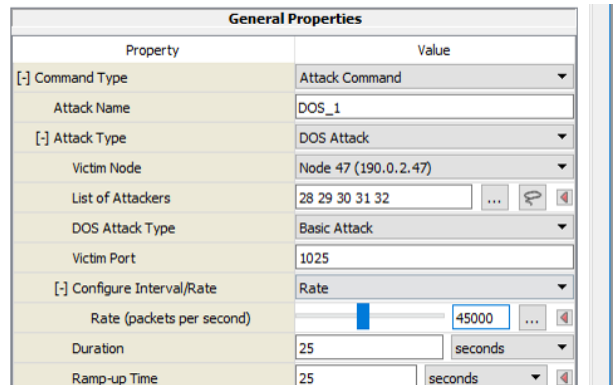 General Properties
Property Value
[-] Command Type Attack Command
Attack Name DOS_1
[-] Attack Type DOS Attack
Victim Node Node 47 (190.0.2.47)
List of Attackers 28 29 30 31 32 ...
DOS Attack Type Basic Attack
Victim Port 1025
[-] Configure Interval/Rate Rate
Rate (packets per second) 45000 ...
Duration 25 seconds
Ramp-up Time 25 seconds